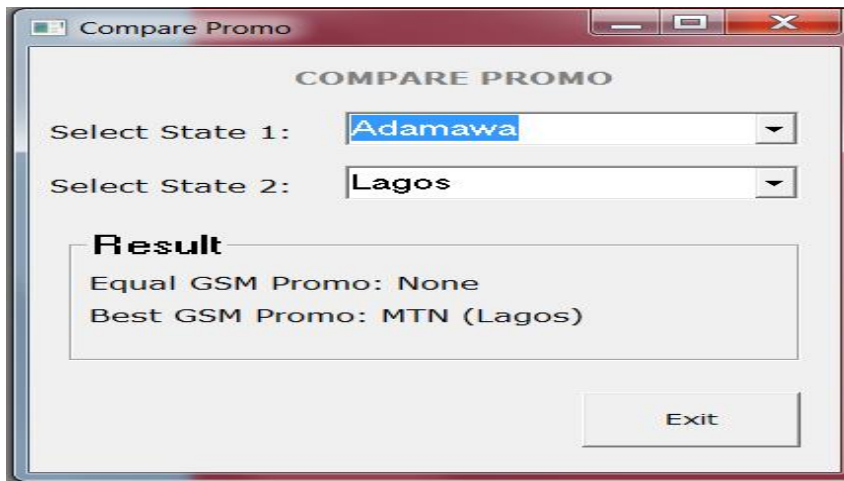 Compare Promo
COMPARE PROMO
Select State 1: Adamawa
Select State 2: Lagos
Result
Equal GSM Promo: None
Best GSM Promo: MTN (Lagos)
Exit